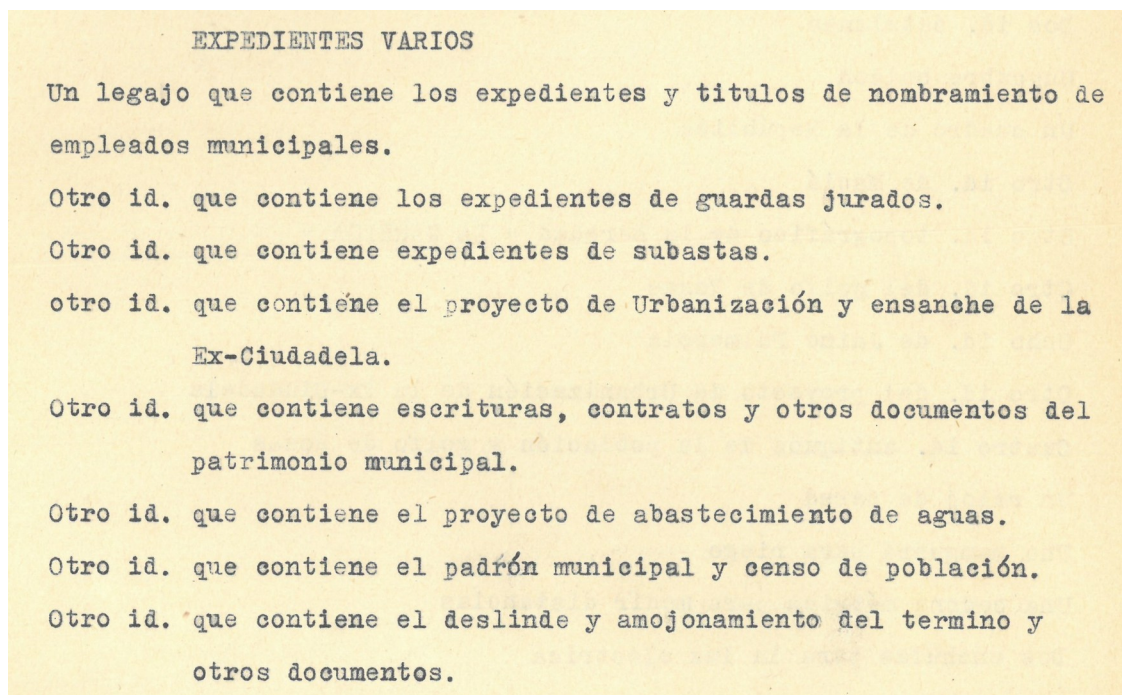 EXPEDIENTES VARIOS
Un legajo que contiene los expedientes y titulos de nombramiento de
empleados municipales.
Otro id. que contiene los expedientes de guardas jurados.
Otro id. que contiene expedientes de subastas.
otro id. que contiene el proyecto de Urbanización y ensanche de la
Ex-Ciudadela.
Otro id. que contiene escrituras, contratos y otros documentos del
patrimonio municipal.
Otro id. que contiene el proyecto de abastecimiento de aguas.
Otro id. que contiene el padrón municipal y censo de población.
Otro id. que contiene el deslinde y amojonamiento del termino y
otros documentos.